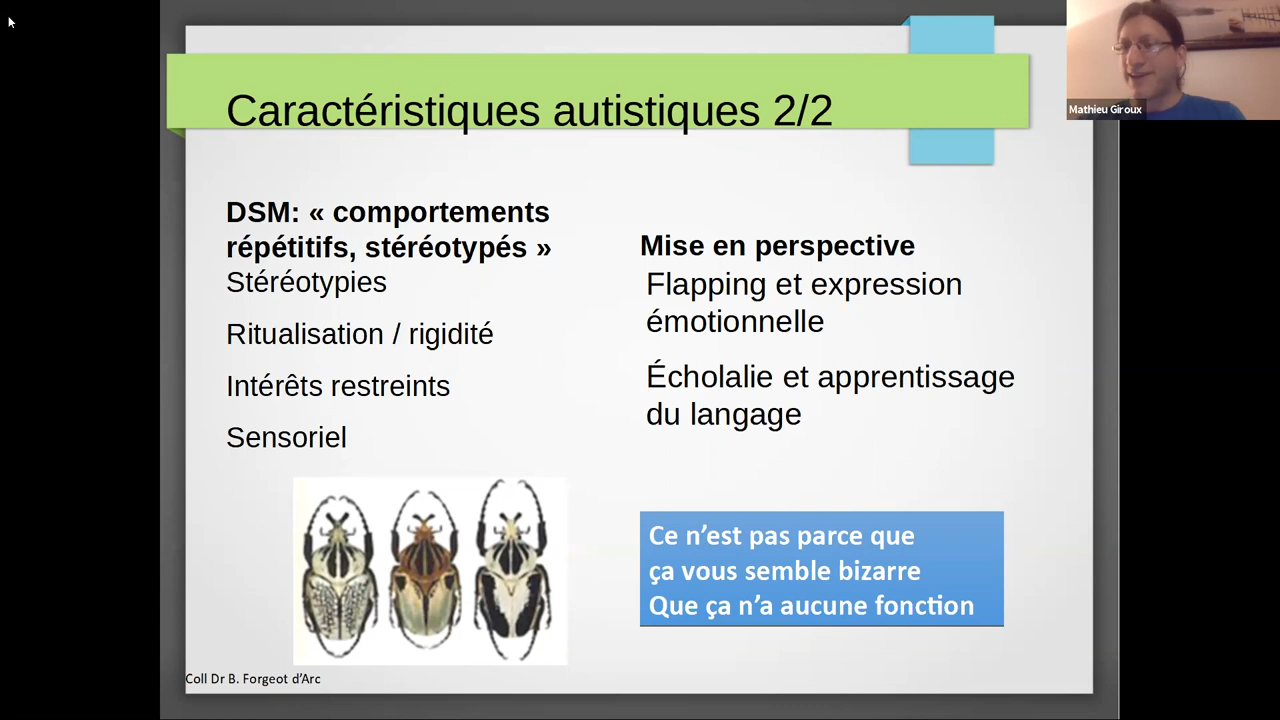 Caractéristiques autistiques 2/2
DSM: « comportements
répétitifs, stéréotypés »
Stéréotypies
Ritualisation / rigidité
Intérêts restreints
Sensoriel
Mise en perspective
Flapping et expression
émotionnelle
Écholalie et apprentissage
du langage
Ce n’est pas parce que
ça vous semble bizarre
Que ça n’a aucune fonction
Coll Dr B. Forgeot d’Arc
Mathieu Giroux